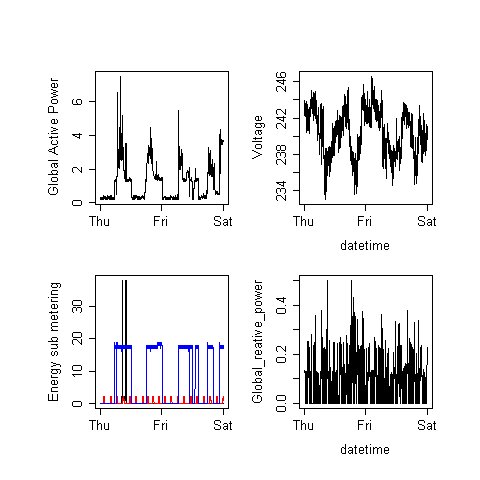 Global Active Power
0 2 4 6
Thu Fri Sat
Voltage
234 238 242 246
Thu Fri Sat
datetime
Energy sub metering
0 10 20 30
Thu Fri Sat
Global_reative_power
0.0 0.2 0.4
Thu Fri Sat
datetime